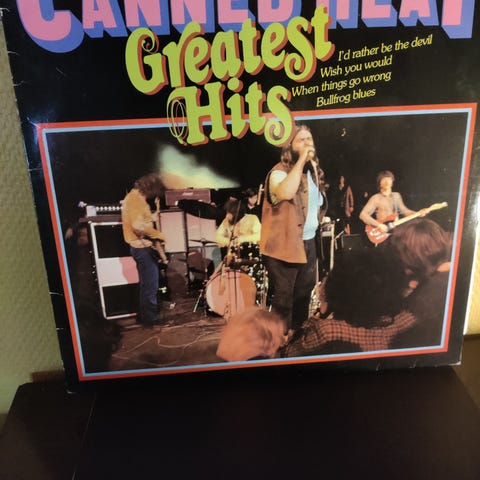 CANNED HEAT
Greatest
Hits
I'd rather be the devil
Wish you would
When things go wrong
Bullfrog blues